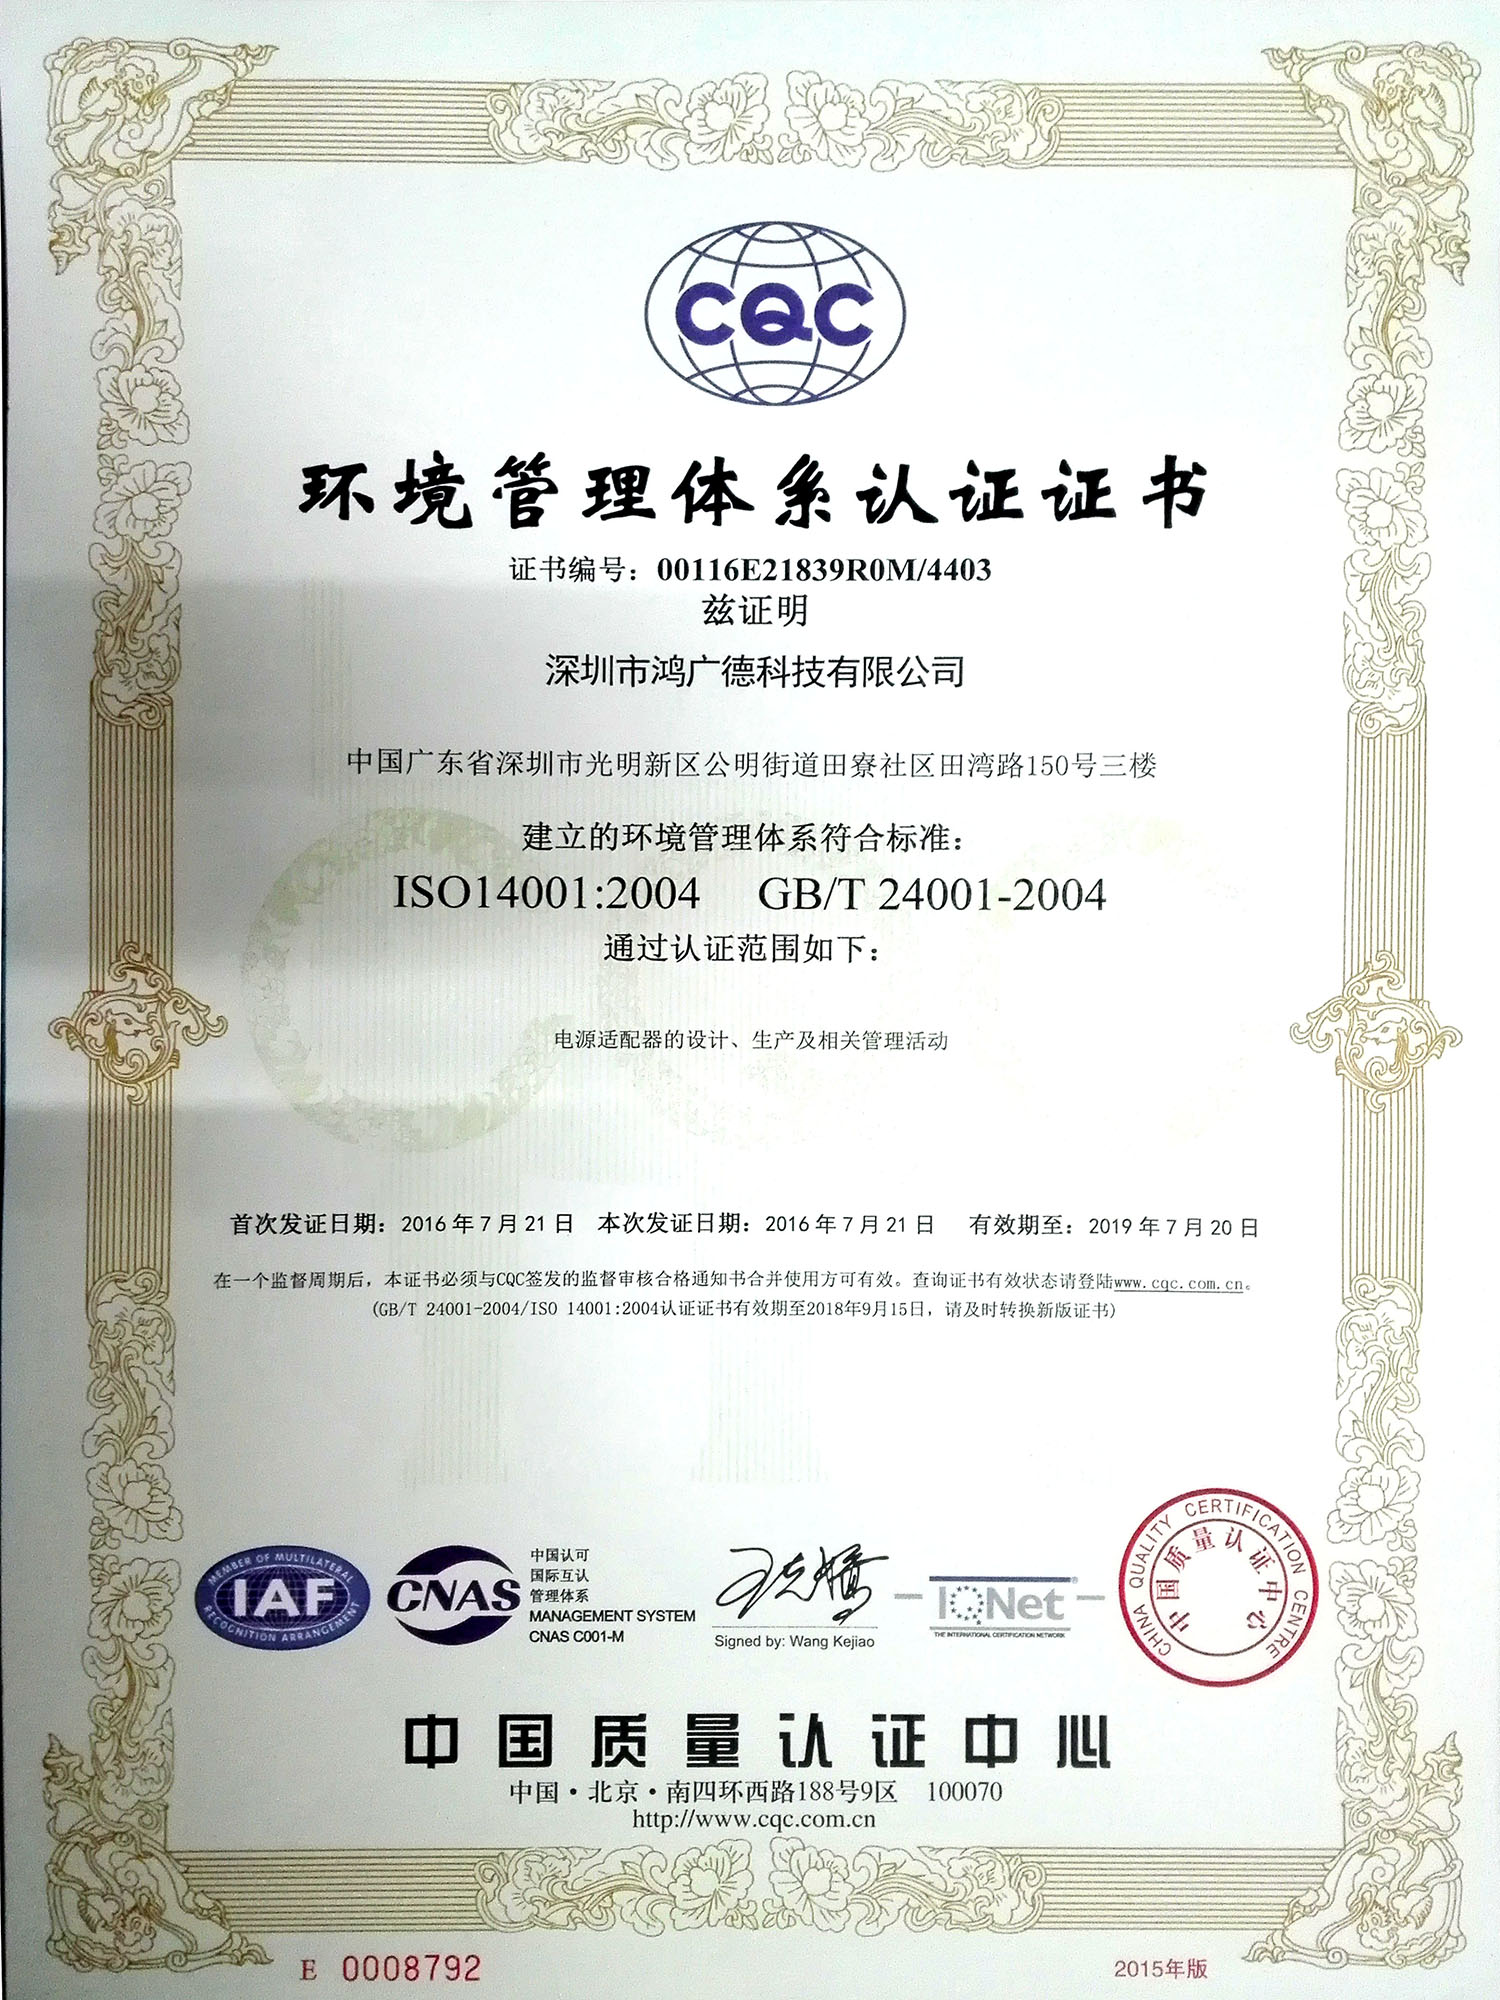 CQC
环境管理体系认证证书
证书编号：00116E21839R0M/4403
兹证明
深圳市鸿广德科技有限公司
中国广东省深圳市光明新区公明街道田寮社区田湾路150号三楼
建立的环境管理体系符合标准：
ISO14001:2004 GB/T 24001-2004
通过认证范围如下：
电源适配器的设计、生产及相关管理活动
首次发证日期：2016年7月21日 本次发证日期：2016年7月21日 有效期至：2019年7月20日
在一个监督周期后，本证书必须与CQC签发的监督审核合格通知书合并使用方可有效。查询证书有效状态请登陆www.cqc.com.cn。
(GB/T 24001-2004/ISO 14001:2004认证证书有效期至2018年9月15日，请及时转换新版证书)
MEMBER OF MULTILATERAL
IAF
RECOGNITION ARRANGEMENT
CNAS
中国认可
国际互认
管理体系
MANAGEMENT SYSTEM
CNAS C001-M
王克娇
Signed by: Wang Kejiao
IQNet
THE INTERNATIONAL CERTIFICATION NETWORK
CHINA QUALITY CERTIFICATION CENTRE
中国质量认证中心
中国质量认证中心
中国·北京·南四环西路188号9区 100070
http://www.cqc.com.cn
E 0008792
2015年版